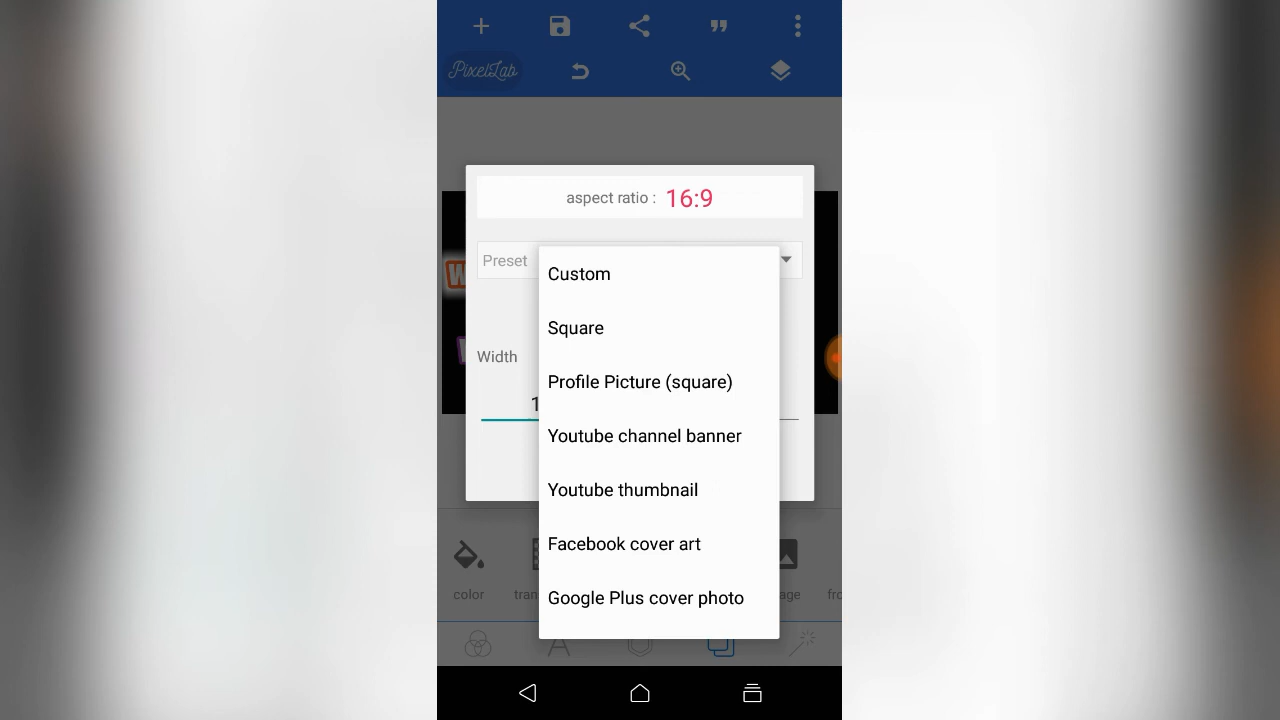 PixelLab
aspect ratio : 16:9
Preset
Custom
Square
Width
Profile Picture (square)
1
Youtube channel banner
Youtube thumbnail
Facebook cover art
color
Google Plus cover photo